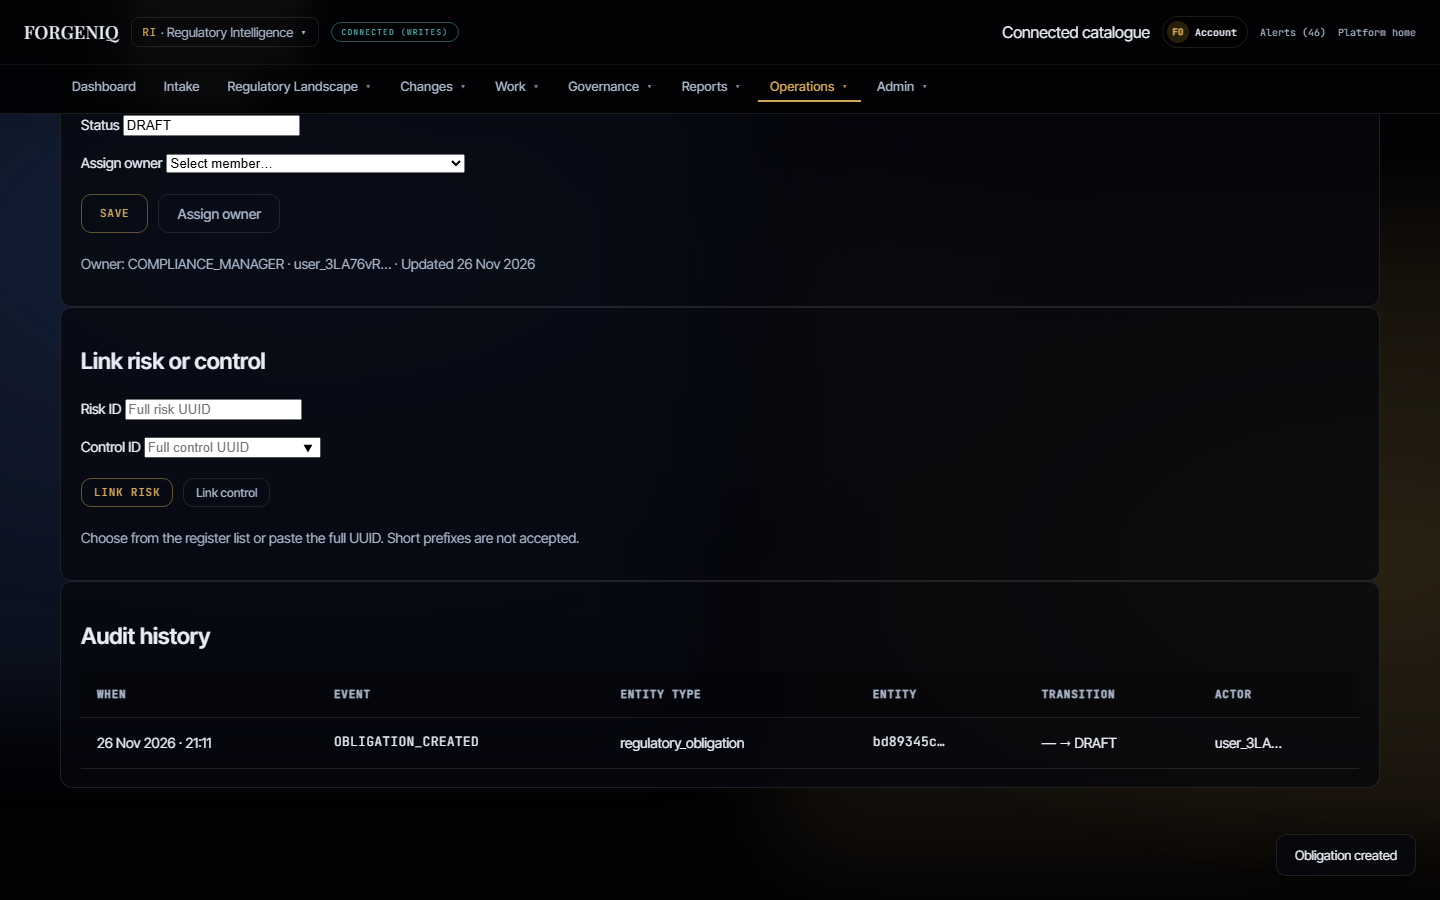 FORGENIQ RI · Regulatory Intelligence ▾ CONNECTED (WRITES) Connected catalogue FO Account Alerts (46) Platform home
Dashboard Intake Regulatory Landscape ▾ Changes ▾ Work ▾ Governance ▾ Reports ▾ Operations ▾ Admin ▾
Status DRAFT
Assign owner Select member...
SAVE Assign owner
Owner: COMPLIANCE_MANAGER · user_3LA76vR… · Updated 26 Nov 2026
Link risk or control
Risk ID Full risk UUID
Control ID Full control UUID ▼
LINK RISK Link control
Choose from the register list or paste the full UUID. Short prefixes are not accepted.
Audit history
WHEN EVENT ENTITY TYPE ENTITY TRANSITION ACTOR
26 Nov 2026 · 21:11 OBLIGATION_CREATED regulatory_obligation bd89345c… — → DRAFT user_3LA…
Obligation created